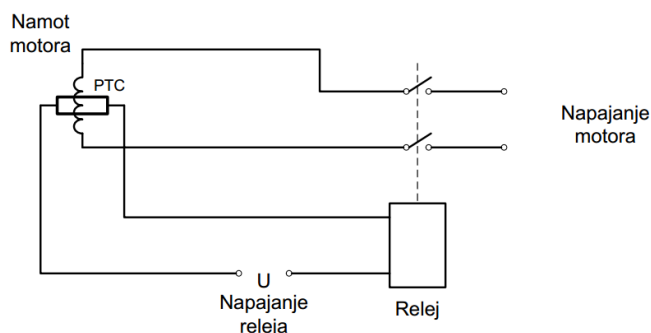 Namot
motora
PTC
Napajanje
motora
U
Napajanje
releja
Relej